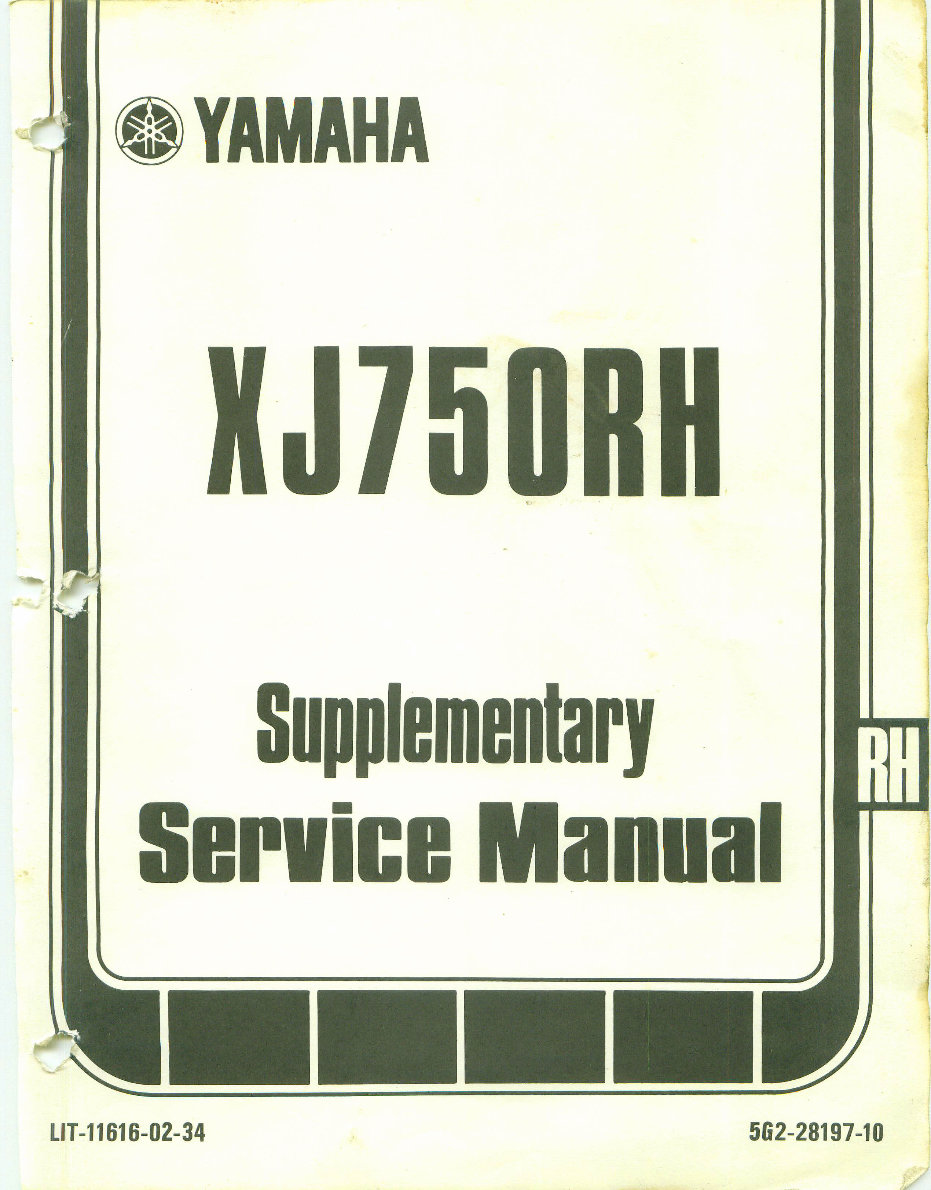 YAMAHA
XJ750RH
Supplementary
RH
Service Manual
LIT-11616-02-34
5G2-28197-10